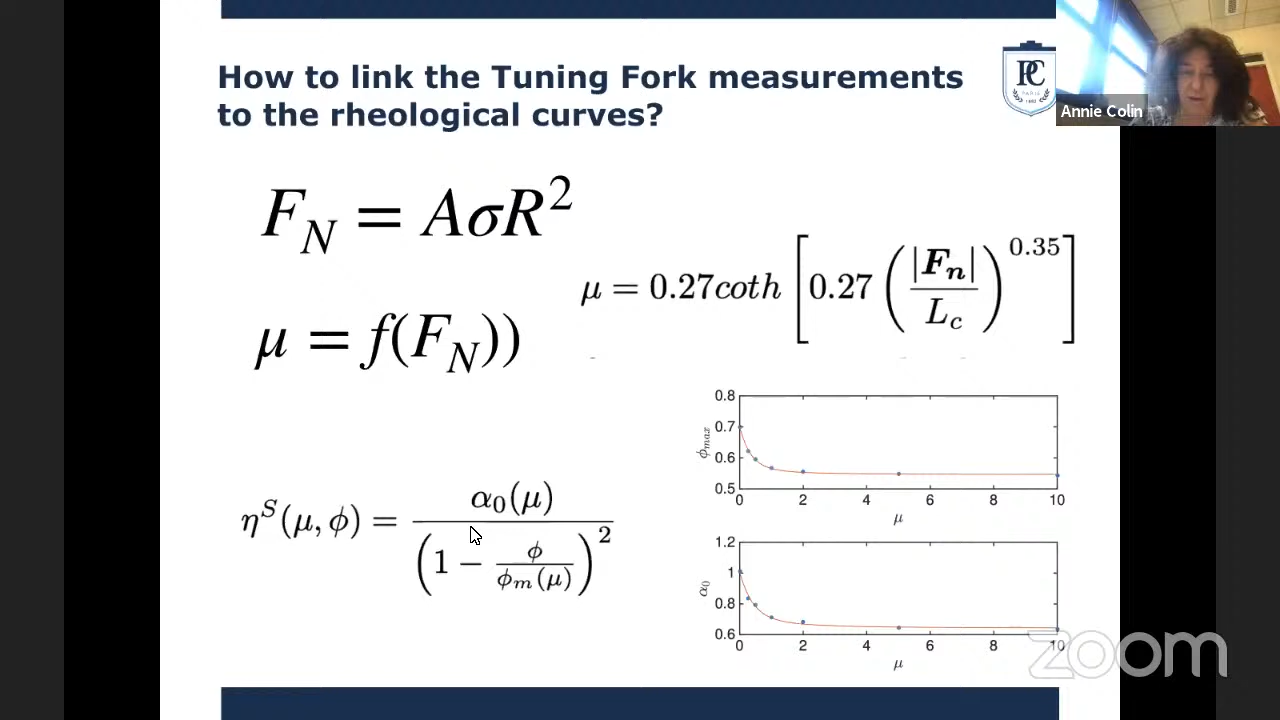 How to link the Tuning Fork measurements
to the rheological curves?
PC
PARIS
Annie Colin
F_N = AσR^2
μ = 0.27coth [0.27 (|F_n| / L_c)^0.35]
μ = f(F_N))
η^S(μ, ϕ) = α_0(μ) / (1 − ϕ / ϕ_m(μ))^2
0.8
0.7
0.6
0.5
ϕ_max
0 2 4 6 8 10
μ
1.2
1
0.8
0.6
α_0
0 2 4 6 8 10
μ
zoom